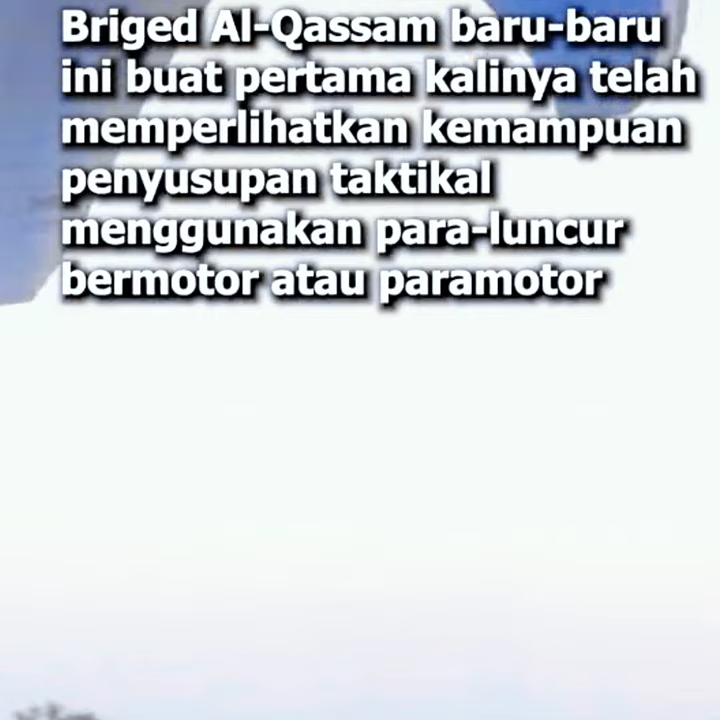 Briged Al-Qassam baru-baru
ini buat pertama kalinya telah
memperlihatkan kemampuan
penyusupan taktikal
menggunakan para-luncur
bermotor atau paramotor